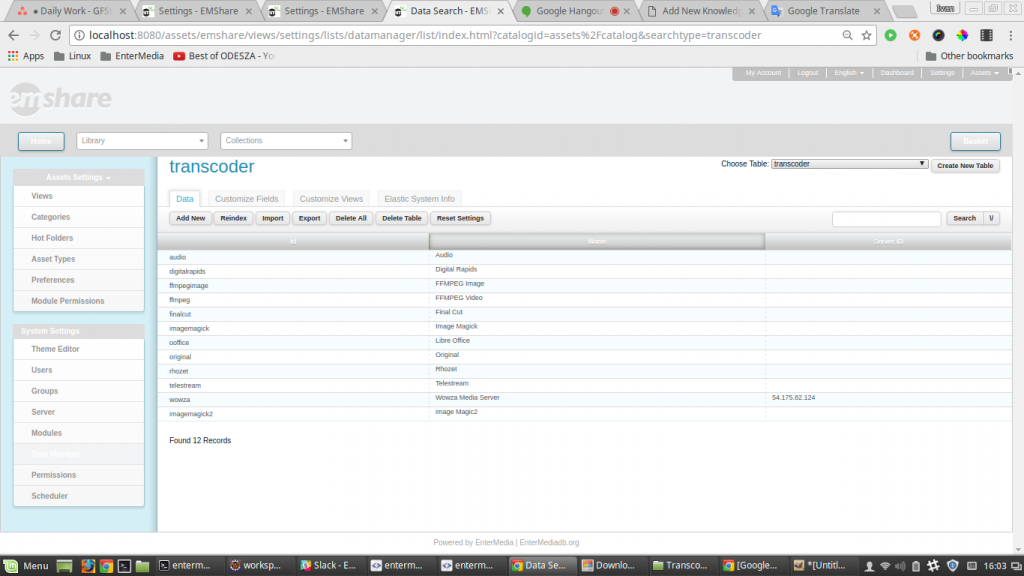 • Daily Work - GFS
Settings - EMShare
Settings - EMShare
Data Search - EMS
Google Hangou
Add New Knowled
Google Translate
Ivan
localhost:8080/assets/emshare/views/settings/lists/datamanager/list/index.html?catalogid=assets%2Fcatalog&searchtype=transcoder
Apps
Linux
EnterMedia
Best of ODESZA - Yo
Other bookmarks
My Account
Logout
English
Dashboard
Settings
Assets
emshare
Home
Library
Collections
Basket
Assets Settings
Views
Categories
Hot Folders
Asset Types
Preferences
Module Permissions
System Settings
Theme Editor
Users
Groups
Server
Modules
Data Manager
Permissions
Scheduler
transcoder
Choose Table: transcoder
Create New Table
Data
Customize Fields
Customize Views
Elastic System Info
Add New
Reindex
Import
Export
Delete All
Delete Table
Reset Settings
Search
\/
Id Name Server ID
audio Audio
digitalrapids Digital Rapids
ffmpegimage FFMPEG Image
ffmpeg FFMPEG Video
finalcut Final Cut
imagemagick Image Magick
ooffice Libre Office
original Original
rhozet Rhozet
telestream Telestream
wowza Wowza Media Server 54.175.82.124
imagemagick2 image Magic2
Found 12 Records
Powered by EnterMedia | EnterMediadb.org
Menu
enterm...
worksp...
Slack - E...
enterm...
enterm...
Data Se...
Downlo...
Transco...
[Google...
*[Untitl...
16:03